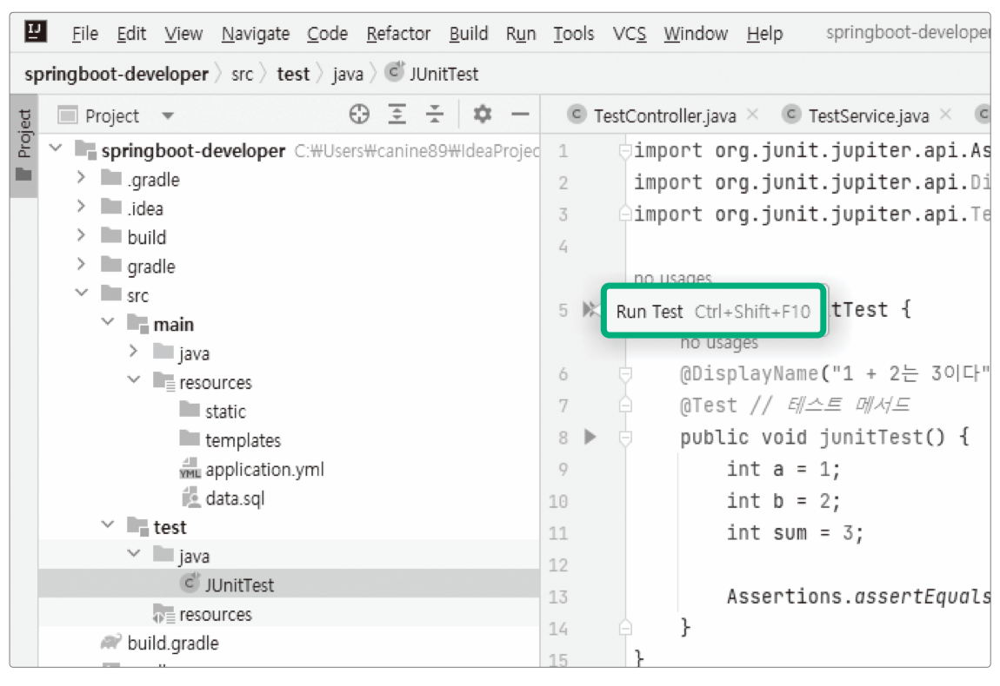 IJ File Edit View Navigate Code Refactor Build Run Tools VCS Window Help springboot-developer
springboot-developer 〉 src 〉 test 〉 java 〉 JUnitTest
Project
Project
TestController.java × TestService.java ×
springboot-developer C:₩Users₩canine89₩IdeaProjec
.gradle
.idea
build
gradle
src
main
java
resources
static
templates
application.yml
data.sql
test
java
JUnitTest
resources
build.gradle
1 import org.junit.jupiter.api.As
2 import org.junit.jupiter.api.Di
3 import org.junit.jupiter.api.Te
4
no usages
5 Run Test Ctrl+Shift+F10 itTest {
no usages
6 @DisplayName("1 + 2는 3이다"
7 @Test // 테스트 메서드
8 public void junitTest() {
9 int a = 1;
10 int b = 2;
11 int sum = 3;
12
13 Assertions.assertEquals
14 }
15 }